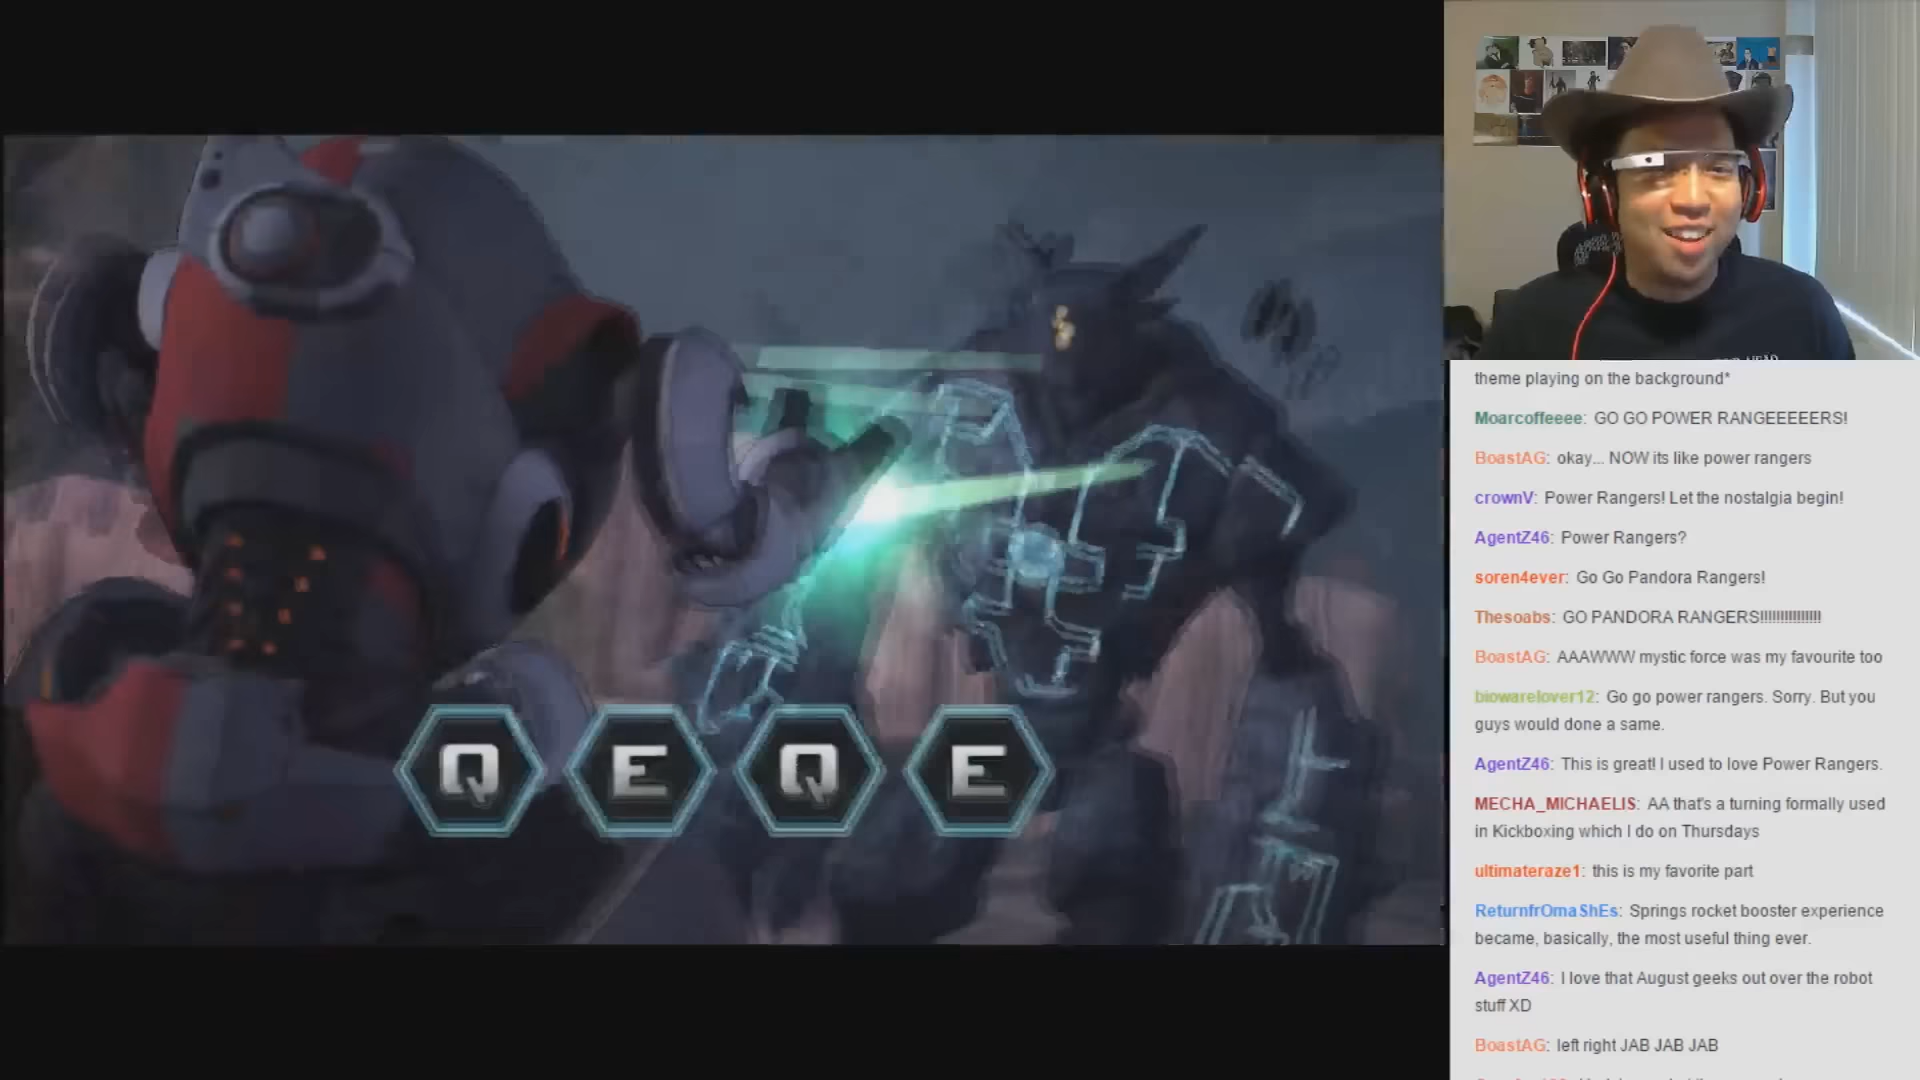 Q E Q E
theme playing on the background*
Moarcoffeeee: GO GO POWER RANGEEEEERS!
BoastAG: okay... NOW its like power rangers
crownV: Power Rangers! Let the nostalgia begin!
AgentZ46: Power Rangers?
soren4ever: Go Go Pandora Rangers!
Thesoabs: GO PANDORA RANGERS!!!!!!!!!!!!!!!
BoastAG: AAAWWW mystic force was my favourite too
biowarelover12: Go go power rangers. Sorry. But you
guys would done a same.
AgentZ46: This is great! I used to love Power Rangers.
MECHA_MICHAELIS: AA that's a turning formally used
in Kickboxing which I do on Thursdays
ultimateraze1: this is my favorite part
ReturnfrOmaShEs: Springs rocket booster experience
became, basically, the most useful thing ever.
AgentZ46: I love that August geeks out over the robot
stuff XD
BoastAG: left right JAB JAB JAB